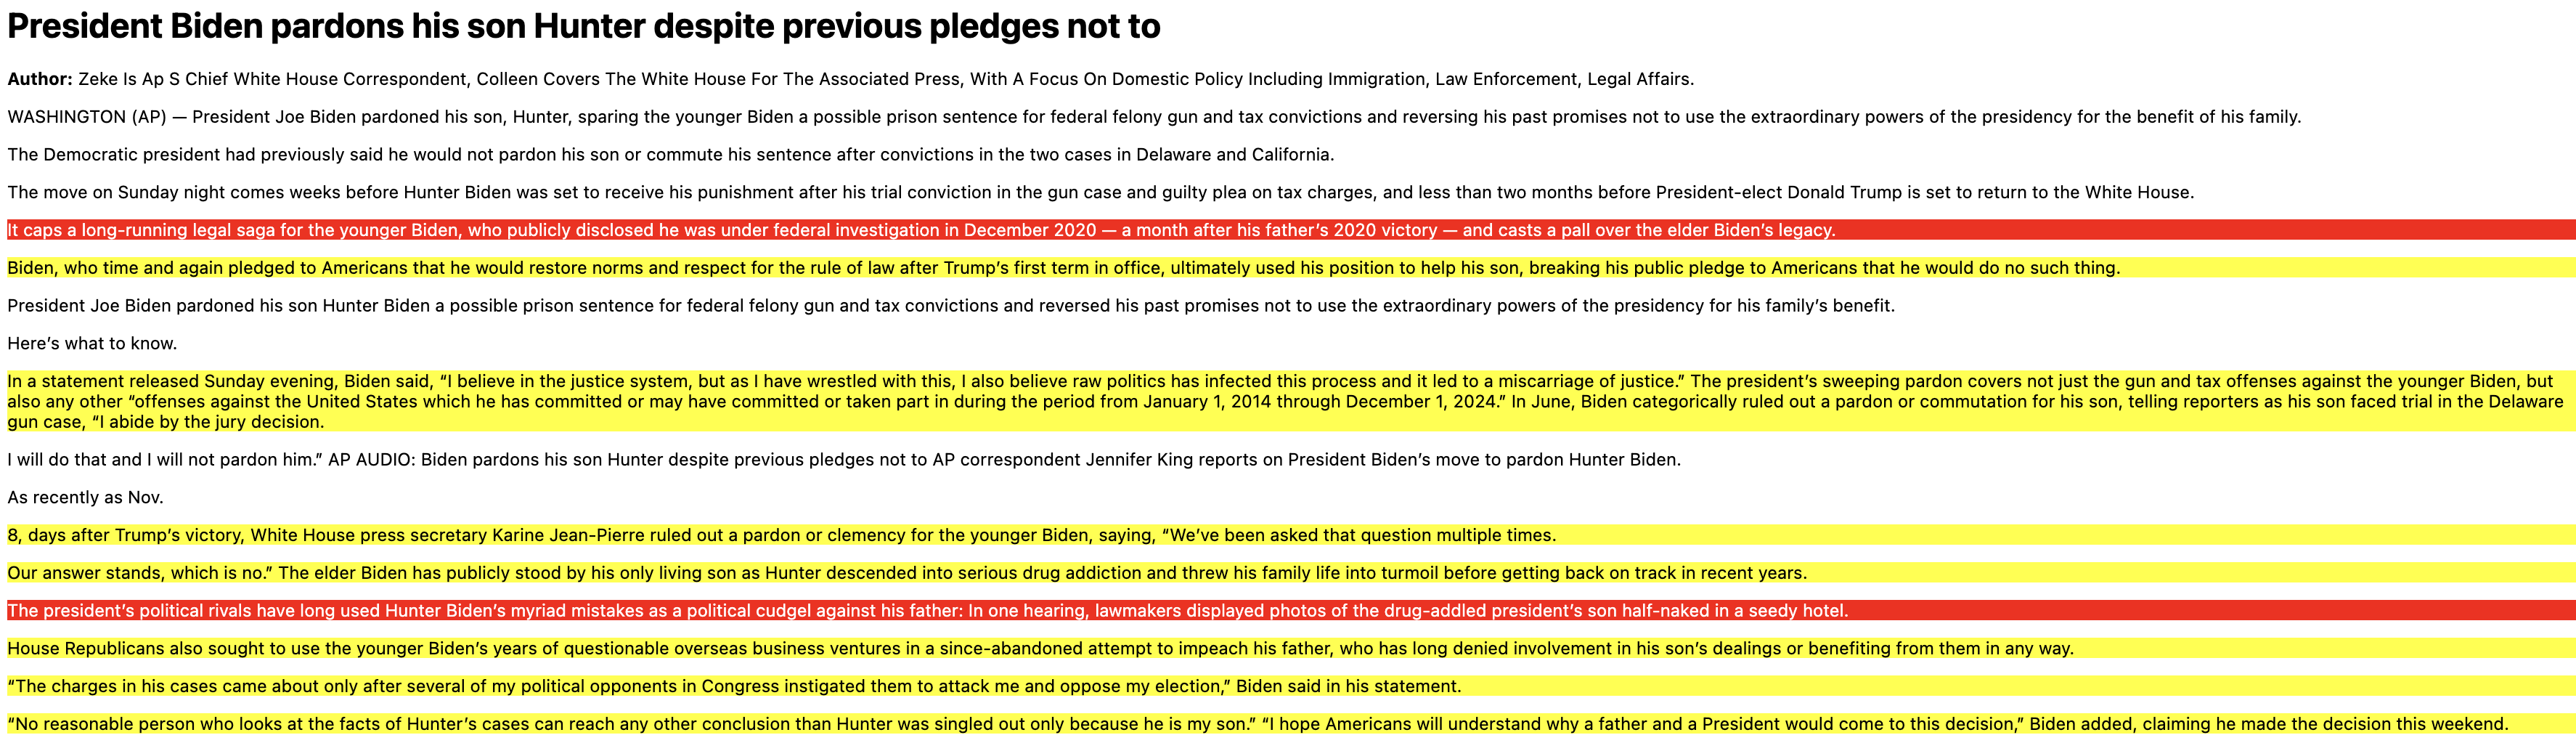 President Biden pardons his son Hunter despite previous pledges not to
Author: Zeke Is Ap S Chief White House Correspondent, Colleen Covers The White House For The Associated Press, With A Focus On Domestic Policy Including Immigration, Law Enforcement, Legal Affairs.
WASHINGTON (AP) — President Joe Biden pardoned his son, Hunter, sparing the younger Biden a possible prison sentence for federal felony gun and tax convictions and reversing his past promises not to use the extraordinary powers of the presidency for the benefit of his family.
The Democratic president had previously said he would not pardon his son or commute his sentence after convictions in the two cases in Delaware and California.
The move on Sunday night comes weeks before Hunter Biden was set to receive his punishment after his trial conviction in the gun case and guilty plea on tax charges, and less than two months before President-elect Donald Trump is set to return to the White House.
It caps a long-running legal saga for the younger Biden, who publicly disclosed he was under federal investigation in December 2020 — a month after his father’s 2020 victory — and casts a pall over the elder Biden’s legacy.
Biden, who time and again pledged to Americans that he would restore norms and respect for the rule of law after Trump’s first term in office, ultimately used his position to help his son, breaking his public pledge to Americans that he would do no such thing.
President Joe Biden pardoned his son Hunter Biden a possible prison sentence for federal felony gun and tax convictions and reversed his past promises not to use the extraordinary powers of the presidency for his family’s benefit.
Here’s what to know.
In a statement released Sunday evening, Biden said, “I believe in the justice system, but as I have wrestled with this, I also believe raw politics has infected this process and it led to a miscarriage of justice.” The president’s sweeping pardon covers not just the gun and tax offenses against the younger Biden, but
also any other “offenses against the United States which he has committed or may have committed or taken part in during the period from January 1, 2014 through December 1, 2024.” In June, Biden categorically ruled out a pardon or commutation for his son, telling reporters as his son faced trial in the Delaware
gun case, “I abide by the jury decision.
I will do that and I will not pardon him.” AP AUDIO: Biden pardons his son Hunter despite previous pledges not to AP correspondent Jennifer King reports on President Biden’s move to pardon Hunter Biden.
As recently as Nov.
8, days after Trump’s victory, White House press secretary Karine Jean-Pierre ruled out a pardon or clemency for the younger Biden, saying, “We’ve been asked that question multiple times.
Our answer stands, which is no.” The elder Biden has publicly stood by his only living son as Hunter descended into serious drug addiction and threw his family life into turmoil before getting back on track in recent years.
The president’s political rivals have long used Hunter Biden’s myriad mistakes as a political cudgel against his father: In one hearing, lawmakers displayed photos of the drug-addled president’s son half-naked in a seedy hotel.
House Republicans also sought to use the younger Biden’s years of questionable overseas business ventures in a since-abandoned attempt to impeach his father, who has long denied involvement in his son’s dealings or benefiting from them in any way.
“The charges in his cases came about only after several of my political opponents in Congress instigated them to attack me and oppose my election,” Biden said in his statement.
“No reasonable person who looks at the facts of Hunter’s cases can reach any other conclusion than Hunter was singled out only because he is my son.” “I hope Americans will understand why a father and a President would come to this decision,” Biden added, claiming he made the decision this weekend.